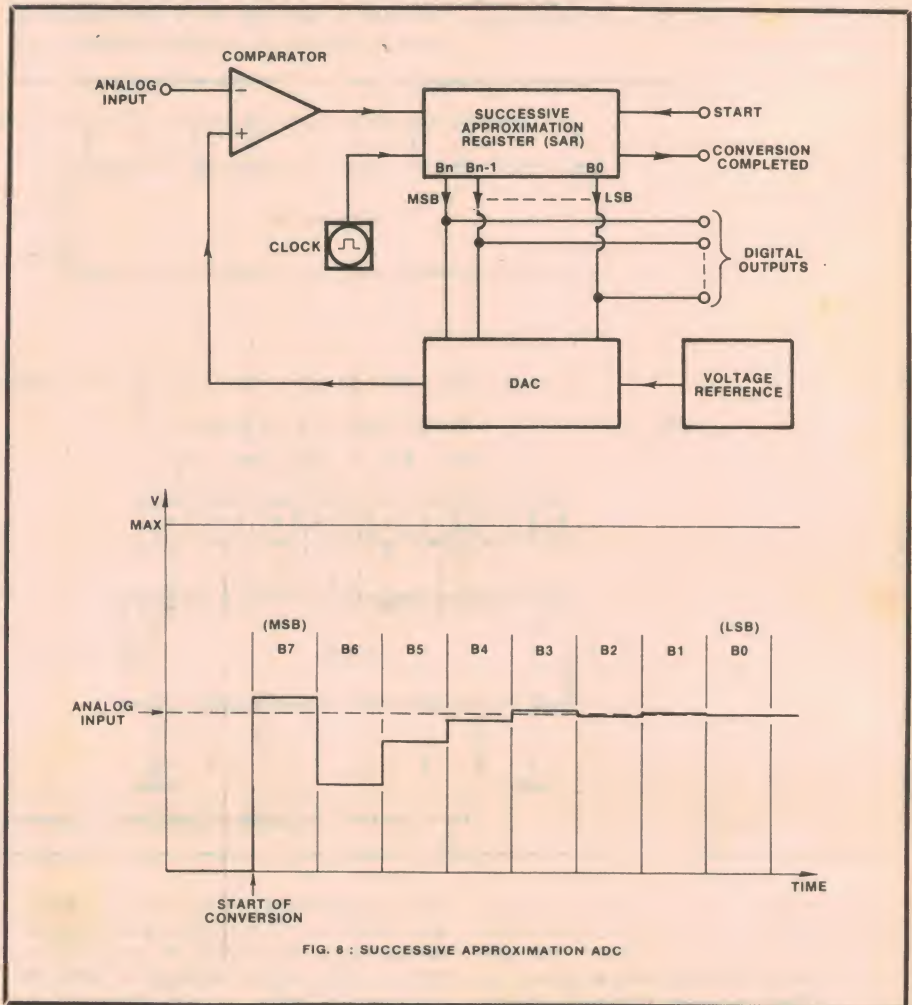 COMPARATOR
ANALOG
INPUT
−
+
SUCCESSIVE
APPROXIMATION
REGISTER (SAR)
Bn Bn-1 B0
START
CONVERSION
COMPLETED
MSB
LSB
CLOCK
DIGITAL
OUTPUTS
DAC
VOLTAGE
REFERENCE
V
MAX
(MSB) (LSB)
B7 B6 B5 B4 B3 B2 B1 B0
ANALOG
INPUT
TIME
START OF
CONVERSION
FIG. 8 : SUCCESSIVE APPROXIMATION ADC